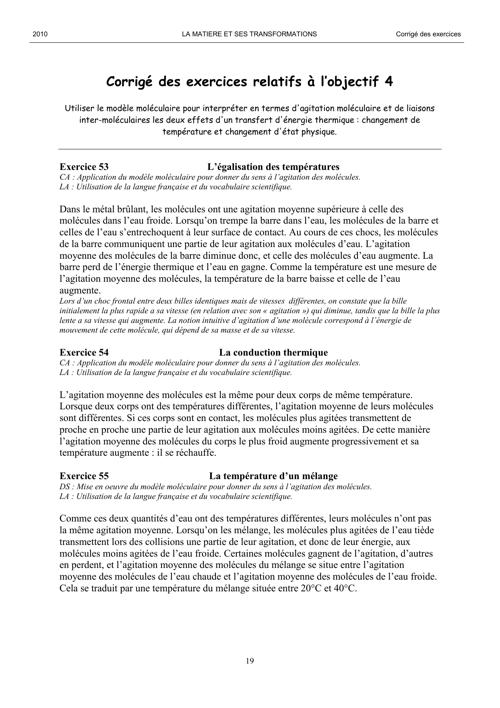 2010 LA MATIERE ET SES TRANSFORMATIONS Corrigé des exercices
Corrigé des exercices relatifs à l'objectif 4
Utiliser le modèle moléculaire pour interpréter en termes d'agitation moléculaire et de liaisons
inter-moléculaires les deux effets d'un transfert d'énergie thermique : changement de
température et changement d'état physique.
Exercice 53 L'égalisation des températures
CA : Application du modèle moléculaire pour donner du sens à l'agitation des molécules.
LA : Utilisation de la langue française et du vocabulaire scientifique.
Dans le métal brûlant, les molécules ont une agitation moyenne supérieure à celle des
molécules dans l'eau froide. Lorsqu'on trempe la barre dans l'eau, les molécules de la barre et
celles de l'eau s'entrechoquent à leur surface de contact. Au cours de ces chocs, les molécules
de la barre communiquent une partie de leur agitation aux molécules d'eau. L'agitation
moyenne des molécules de la barre diminue donc, et celle des molécules d'eau augmente. La
barre perd de l'énergie thermique et l'eau en gagne. Comme la température est une mesure de
l'agitation moyenne des molécules, la température de la barre baisse et celle de l'eau
augmente.
Lors d'un choc frontal entre deux billes identiques mais de vitesses différentes, on constate que la bille
initialement la plus rapide a sa vitesse (en relation avec son « agitation ») qui diminue, tandis que la bille la plus
lente a sa vitesse qui augmente. La notion intuitive d'agitation d'une molécule correspond à l'énergie de
mouvement de cette molécule, qui dépend de sa masse et de sa vitesse.
Exercice 54 La conduction thermique
CA : Application du modèle moléculaire pour donner du sens à l'agitation des molécules.
LA : Utilisation de la langue française et du vocabulaire scientifique.
L'agitation moyenne des molécules est la même pour deux corps de même température.
Lorsque deux corps ont des températures différentes, l'agitation moyenne de leurs molécules
sont différentes. Si ces corps sont en contact, les molécules plus agitées transmettent de
proche en proche une partie de leur agitation aux molécules moins agitées. De cette manière
l'agitation moyenne des molécules du corps le plus froid augmente progressivement et sa
température augmente : il se réchauffe.
Exercice 55 La température d'un mélange
DS : Mise en oeuvre du modèle moléculaire pour donner du sens à l'agitation des molécules.
LA : Utilisation de la langue française et du vocabulaire scientifique.
Comme ces deux quantités d'eau ont des températures différentes, leurs molécules n'ont pas
la même agitation moyenne. Lorsqu'on les mélange, les molécules plus agitées de l'eau tiède
transmettent lors des collisions une partie de leur agitation, et donc de leur énergie, aux
molécules moins agitées de l'eau froide. Certaines molécules gagnent de l'agitation, d'autres
en perdent, et l'agitation moyenne des molécules du mélange se situe entre l'agitation
moyenne des molécules de l'eau chaude et l'agitation moyenne des molécules de l'eau froide.
Cela se traduit par une température du mélange située entre 20°C et 40°C.
19